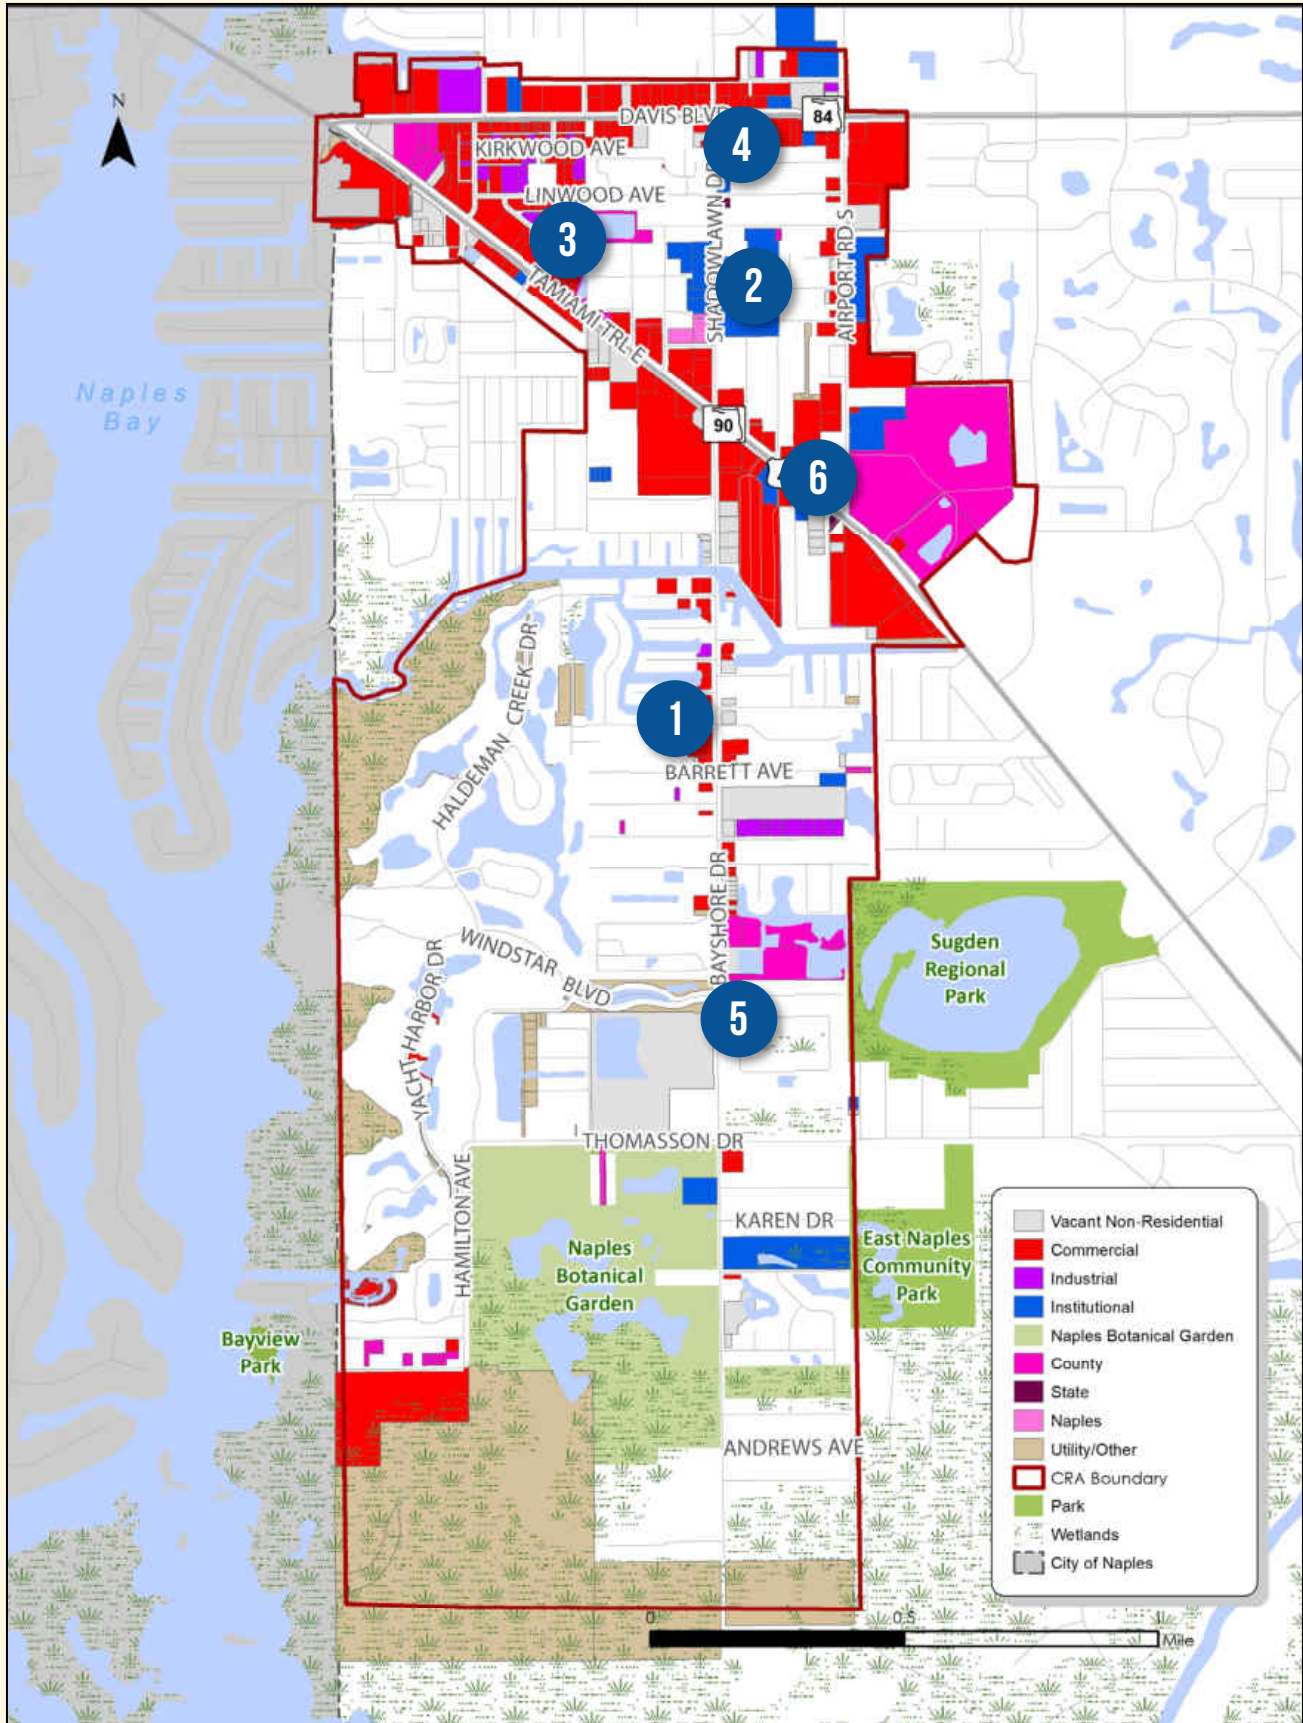 N
DAVIS BLVD
84
4
KIRKWOOD AVE
LINWOOD AVE
3
2
SHADOWLAWN DR
AIRPORT RD S
TAMIAMI TRL E
Naples
Bay
90
6
HALDEMAN CREEK DR
1
BARRETT AVE
BAYSHORE DR
WINDSTAR BLVD
YACHT HARBOR DR
Sugden
Regional
Park
5
THOMASSON DR
HAMILTON AVE
KAREN DR
East Naples
Community
Park
Naples
Botanical
Garden
Bayview
Park
ANDREWS AVE
Vacant Non-Residential
Commercial
Industrial
Institutional
Naples Botanical Garden
County
State
Naples
Utility/Other
CRA Boundary
Park
Wetlands
City of Naples
0 0.5 1
Mile